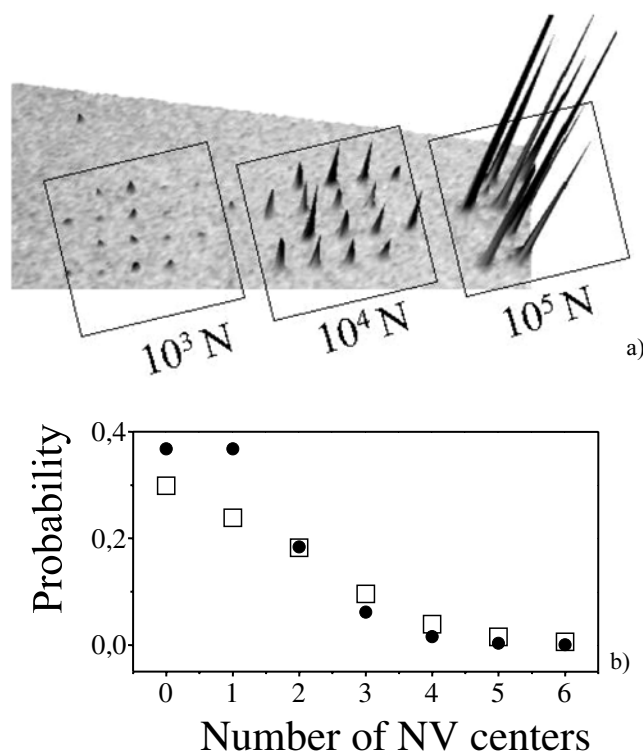 10³ N
10⁴ N
10⁵ N
a)
Probability
0,4
0,2
0,0
0 1 2 3 4 5 6
b)
Number of NV centers